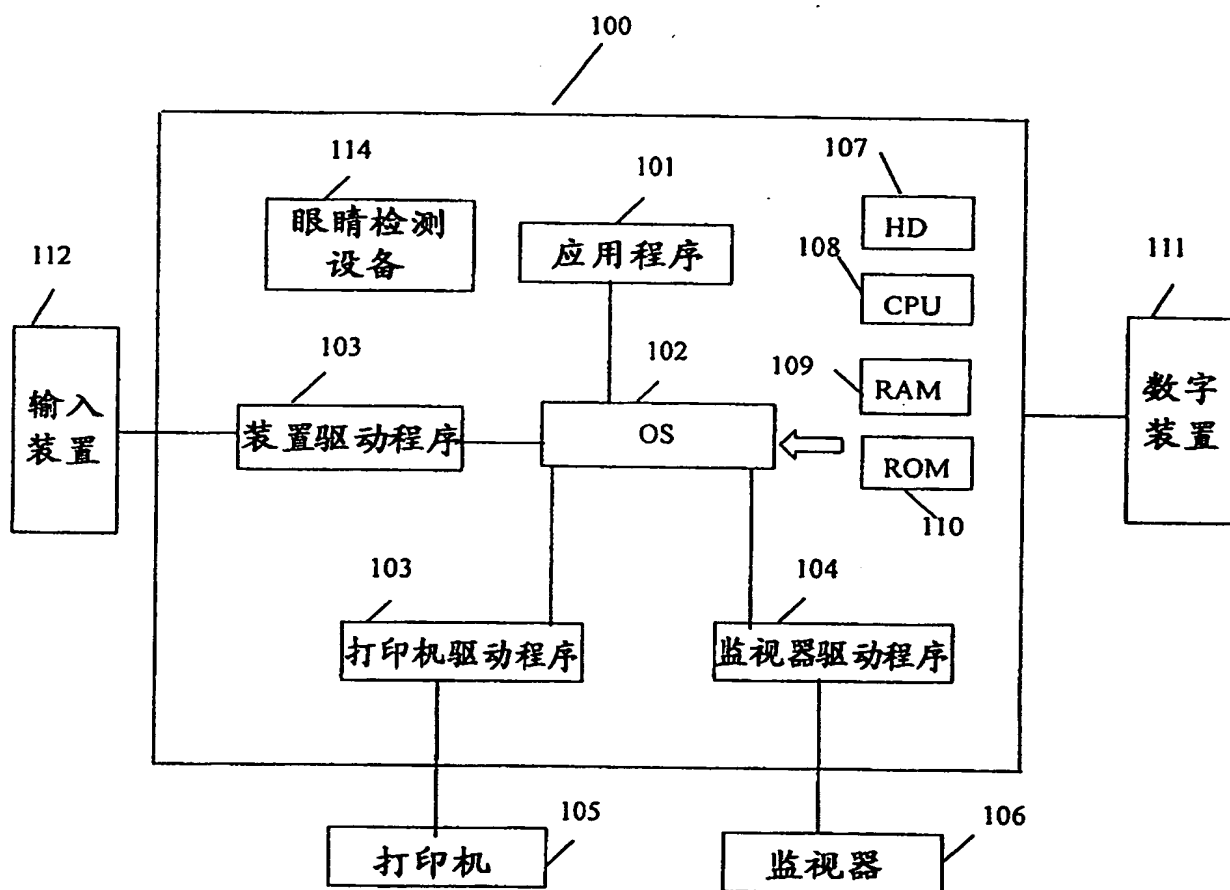 100
114
眼睛检测
设备
101
应用程序
107
HD
108
CPU
109
RAM
ROM
110
112
输入
装置
111
数字
装置
103
装置驱动程序
102
OS
103
打印机驱动程序
104
监视器驱动程序
105
打印机
106
监视器